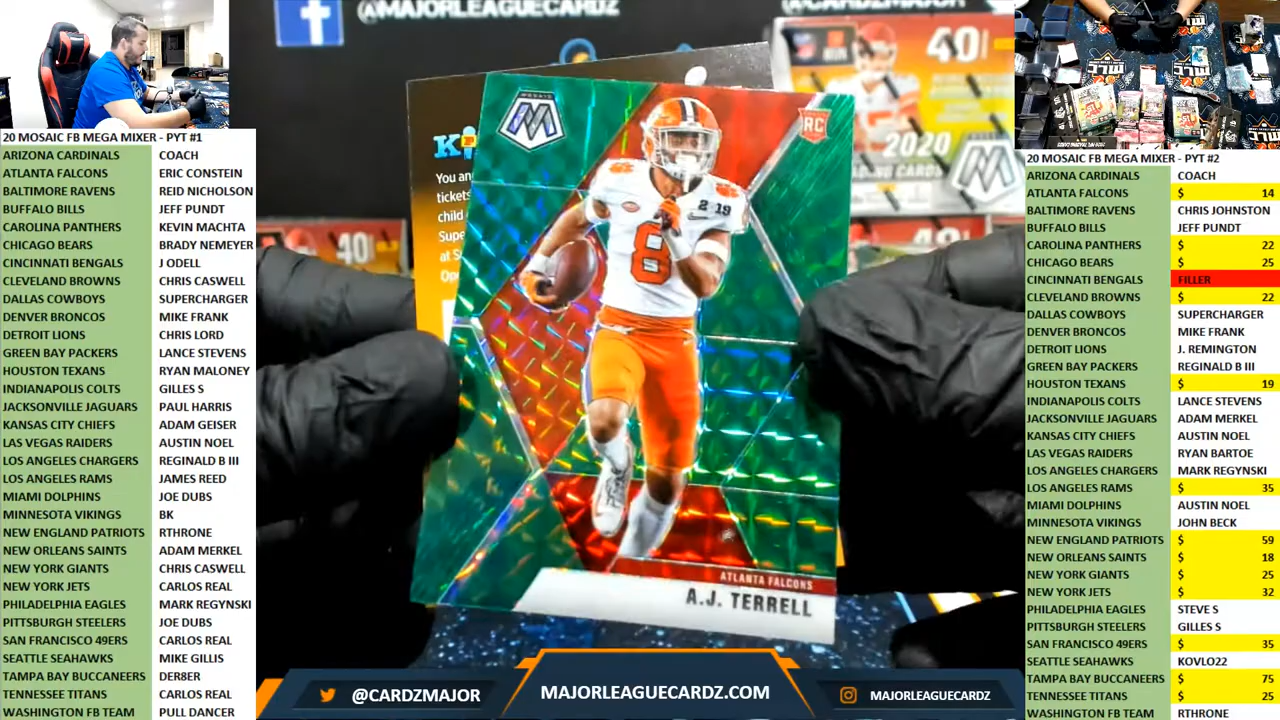 @MAJORLEAGUECARDZ
@CARDZMAJOR
20 MOSAIC FB MEGA MIXER - PYT #1
ARIZONA CARDINALS COACH
ATLANTA FALCONS ERIC CONSTEIN
BALTIMORE RAVENS REID NICHOLSON
BUFFALO BILLS JEFF PUNDT
CAROLINA PANTHERS KEVIN MACHTA
CHICAGO BEARS BRADY NEMEYER
CINCINNATI BENGALS J ODELL
CLEVELAND BROWNS CHRIS CASWELL
DALLAS COWBOYS SUPERCHARGER
DENVER BRONCOS MIKE FRANK
DETROIT LIONS CHRIS LORD
GREEN BAY PACKERS LANCE STEVENS
HOUSTON TEXANS RYAN MALONEY
INDIANAPOLIS COLTS GILLES S
JACKSONVILLE JAGUARS PAUL HARRIS
KANSAS CITY CHIEFS ADAM GEISER
LAS VEGAS RAIDERS AUSTIN NOEL
LOS ANGELES CHARGERS REGINALD B III
LOS ANGELES RAMS JAMES REED
MIAMI DOLPHINS JOE DUBS
MINNESOTA VIKINGS BK
NEW ENGLAND PATRIOTS RTHRONE
NEW ORLEANS SAINTS ADAM MERKEL
NEW YORK GIANTS CHRIS CASWELL
NEW YORK JETS CARLOS REAL
PHILADELPHIA EAGLES MARK REGYNSKI
PITTSBURGH STEELERS JOE DUBS
SAN FRANCISCO 49ERS CARLOS REAL
SEATTLE SEAHAWKS MIKE GILLIS
TAMPA BAY BUCCANEERS DER8ER
TENNESSEE TITANS CARLOS REAL
WASHINGTON FB TEAM PULL DANCER
MOSAIC
RC
You
tickets
child
Supe
at
Ope
2 19
8
ATLANTA FALCONS
A.J. TERRELL
40
2020
40
20 MOSAIC FB MEGA MIXER - PYT #2
ARIZONA CARDINALS COACH
ATLANTA FALCONS $ 14
BALTIMORE RAVENS CHRIS JOHNSTON
BUFFALO BILLS JEFF PUNDT
CAROLINA PANTHERS $ 22
CHICAGO BEARS $ 25
CINCINNATI BENGALS FILLER
CLEVELAND BROWNS $ 22
DALLAS COWBOYS SUPERCHARGER
DENVER BRONCOS MIKE FRANK
DETROIT LIONS J. REMINGTON
GREEN BAY PACKERS REGINALD B III
HOUSTON TEXANS $ 19
INDIANAPOLIS COLTS LANCE STEVENS
JACKSONVILLE JAGUARS ADAM MERKEL
KANSAS CITY CHIEFS AUSTIN NOEL
LAS VEGAS RAIDERS RYAN BARTOE
LOS ANGELES CHARGERS MARK REGYNSKI
LOS ANGELES RAMS $ 35
MIAMI DOLPHINS AUSTIN NOEL
MINNESOTA VIKINGS JOHN BECK
NEW ENGLAND PATRIOTS $ 59
NEW ORLEANS SAINTS $ 18
NEW YORK GIANTS $ 25
NEW YORK JETS $ 32
PHILADELPHIA EAGLES STEVE S
PITTSBURGH STEELERS GILLES S
SAN FRANCISCO 49ERS $ 35
SEATTLE SEAHAWKS KOVLO22
TAMPA BAY BUCCANEERS $ 75
TENNESSEE TITANS $ 25
WASHINGTON FB TEAM RTHRONE
@CARDZMAJOR
MAJORLEAGUECARDZ.COM
MAJORLEAGUECARDZ